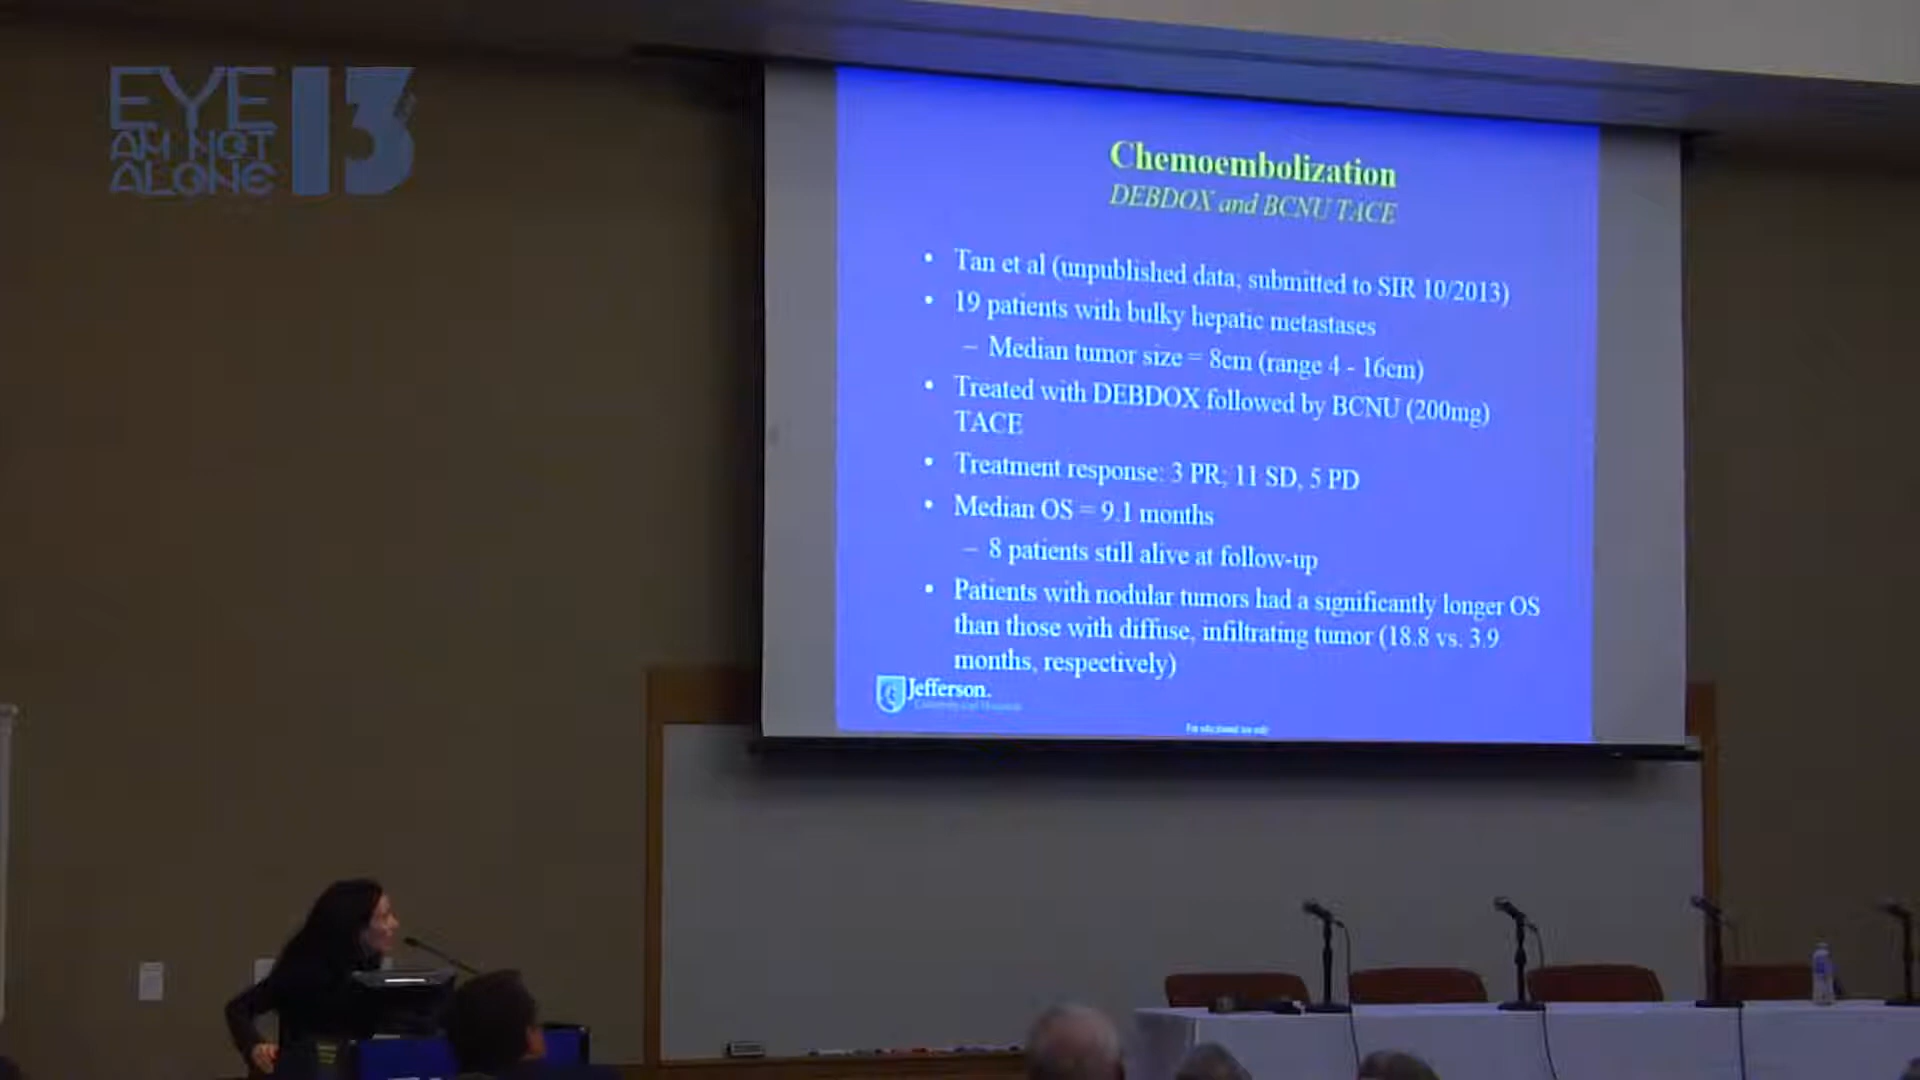 EYE
AM NOT
ALONE
13
Chemoembolization
DEBDOX and BCNU TACE
• Tan et al (unpublished data; submitted to SIR 10/2013)
• 19 patients with bulky hepatic metastases
– Median tumor size = 8cm (range 4 - 16cm)
• Treated with DEBDOX followed by BCNU (200mg)
TACE
• Treatment response: 3 PR; 11 SD, 5 PD
• Median OS = 9.1 months
– 8 patients still alive at follow-up
• Patients with nodular tumors had a significantly longer OS
than those with diffuse, infiltrating tumor (18.8 vs. 3.9
months, respectively)
Jefferson.